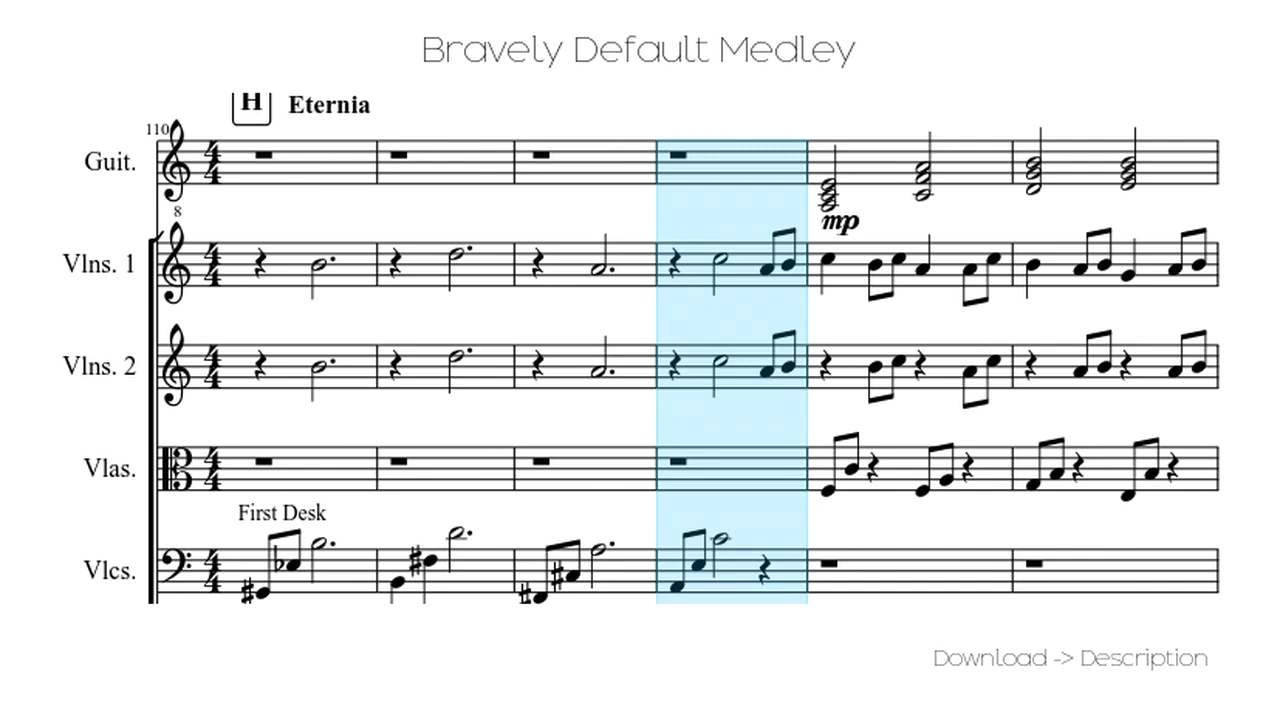 Bravely Default Medley
H Eternia
110
Guit.
8
mp
Vlns. 1
Vlns. 2
Vlas.
First Desk
Vlcs.
Download -> Description